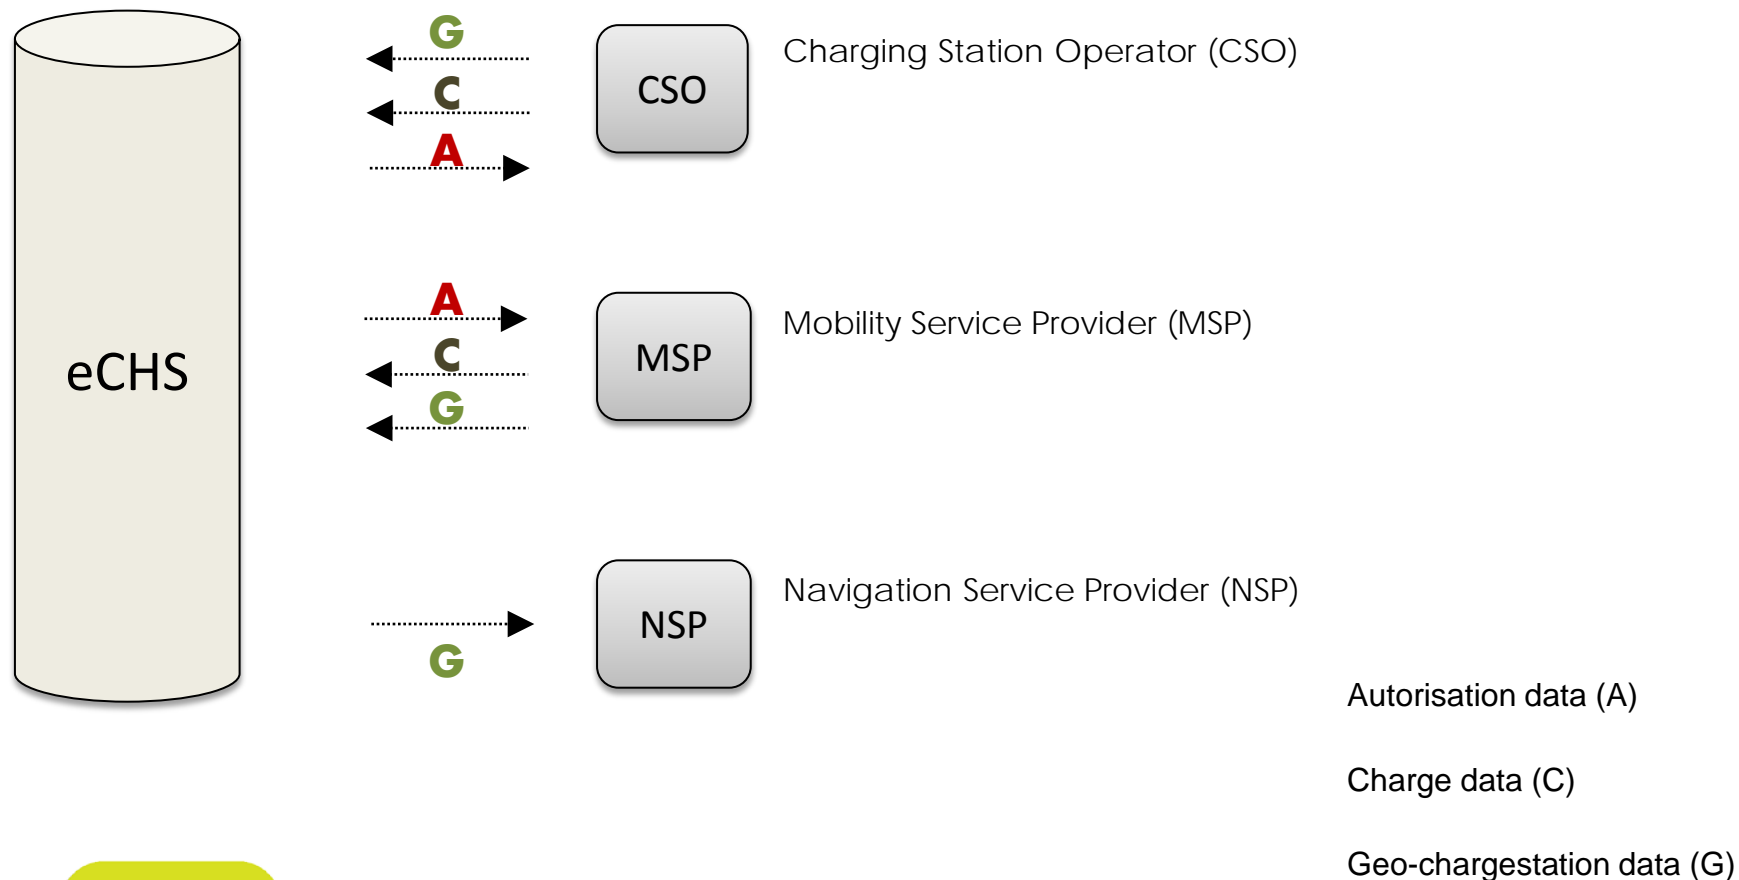 G
Charging Station Operator (CSO)
C
CSO
A
A
Mobility Service Provider (MSP)
C
MSP
eCHS
G
Navigation Service Provider (NSP)
NSP
G
Autorisation data (A)
Charge data (C)
Geo-chargestation data (G)